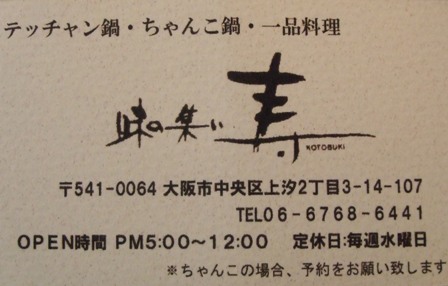 テッチャン鍋・ちゃんこ鍋・一品料理
味の集い 寿
KOTOBUKI
〒541-0064 大阪市中央区上汐2丁目3-14-107
TEL06-6768-6441
OPEN時間 PM5:00〜12:00 定休日:毎週水曜日
※ちゃんこの場合、予約をお願い致します